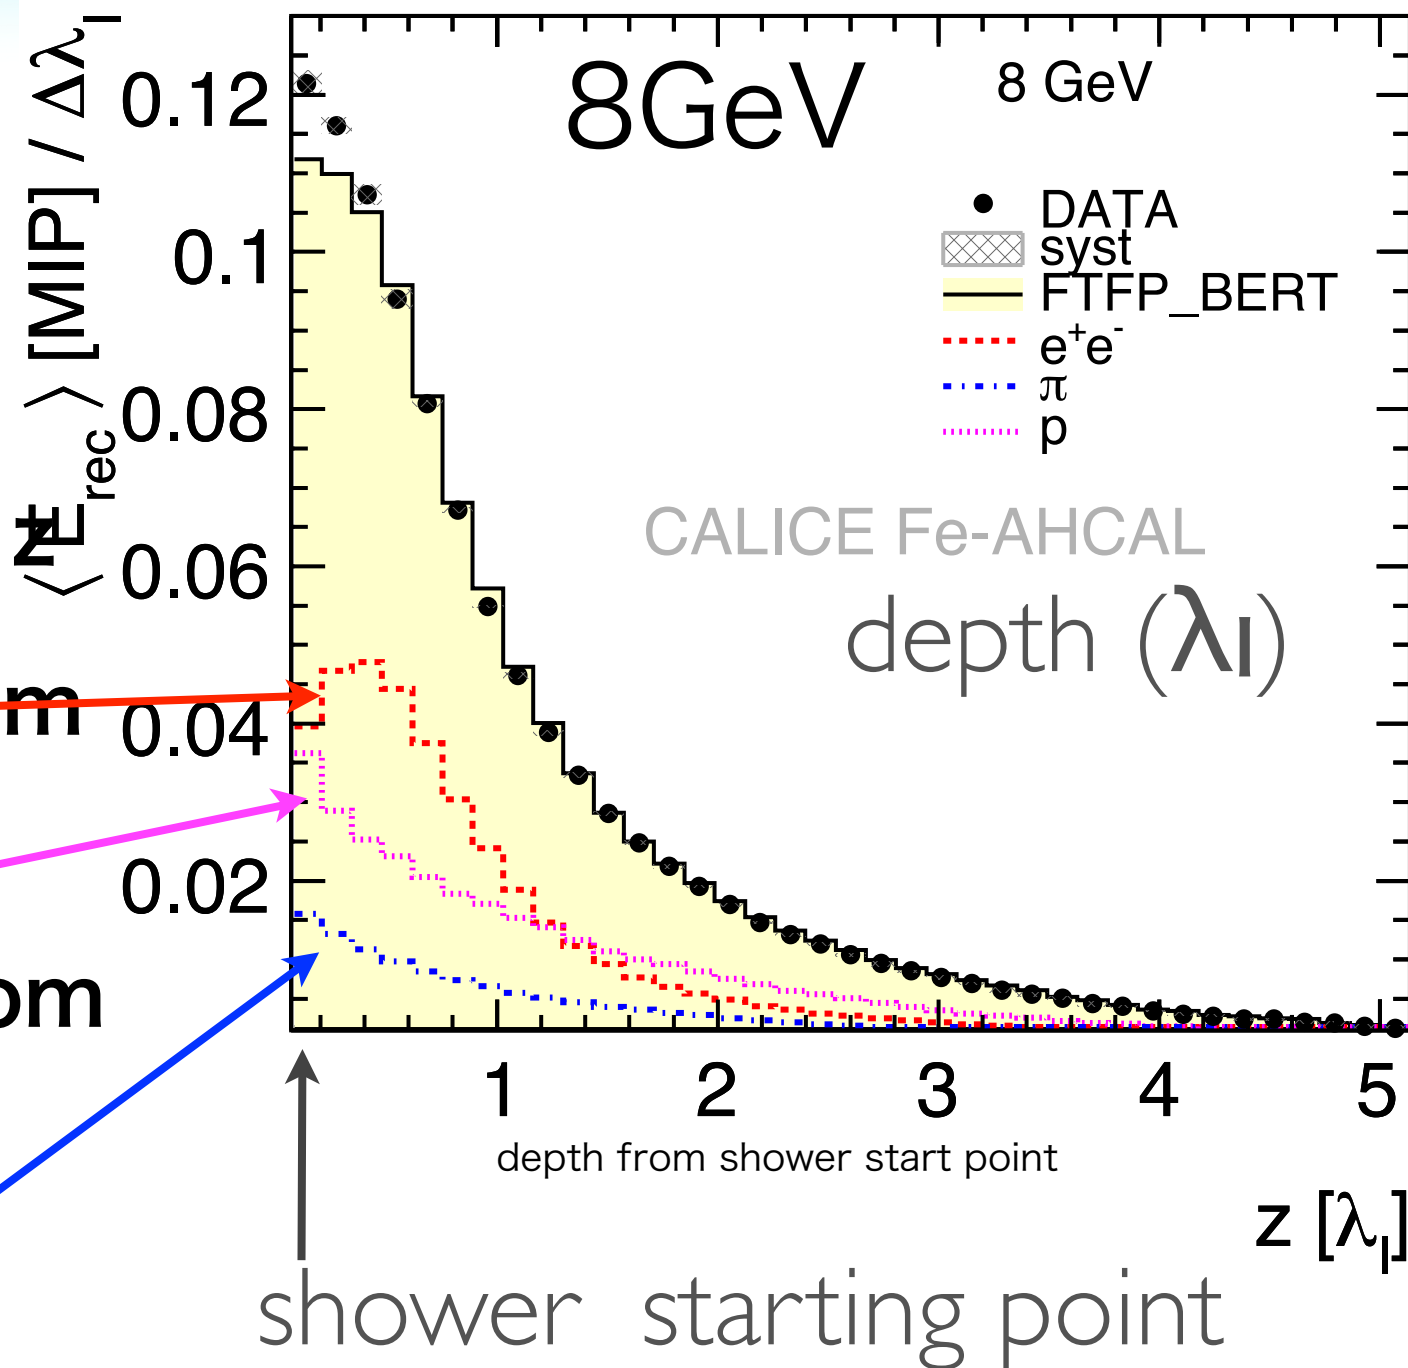 8GeV
8 GeV
DATA
syst
FTFP_BERT
e⁺e⁻
π
p
CALICE Fe-AHCAL
depth (λI)
⟨E_rec⟩ [MIP] / Δλ_I
0.12
0.1
0.08
0.06
0.04
0.02
m
om
1 2 3 4 5
depth from shower start point
z [λ_I]
shower starting point